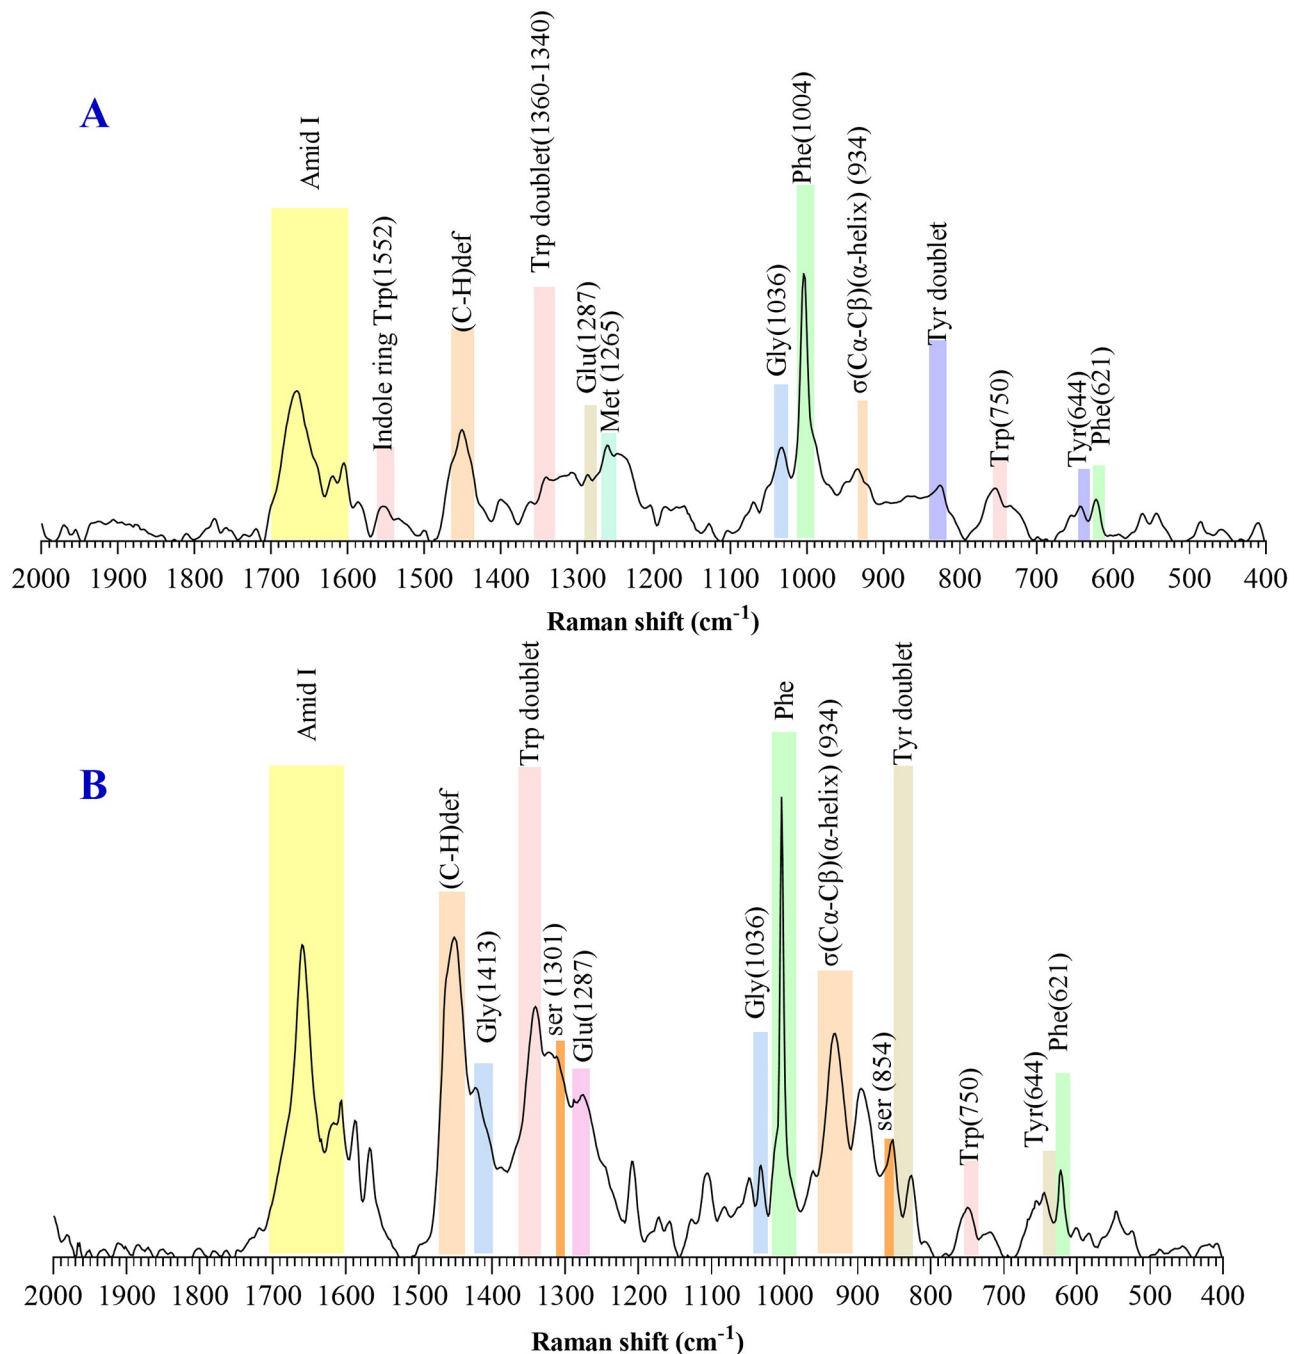 A
Amid I
Indole ring Trp(1552)
(C-H)def
Trp doublet(1360-1340)
Glu(1287)
Met (1265)
Gly(1036)
Phe(1004)
σ(Cα-Cβ)(α-helix) (934)
Tyr doublet
Trp(750)
Tyr(644)
Phe(621)
2000 1900 1800 1700 1600 1500 1400 1300 1200 1100 1000 900 800 700 600 500 400
Raman shift (cm-1)
B
Amid I
(C-H)def
Gly(1413)
Trp doublet
ser (1301)
Glu(1287)
Gly(1036)
Phe
σ(Cα-Cβ)(α-helix) (934)
ser (854)
Tyr doublet
Trp(750)
Tyr(644)
Phe(621)
2000 1900 1800 1700 1600 1500 1400 1300 1200 1100 1000 900 800 700 600 500 400
Raman shift (cm-1)